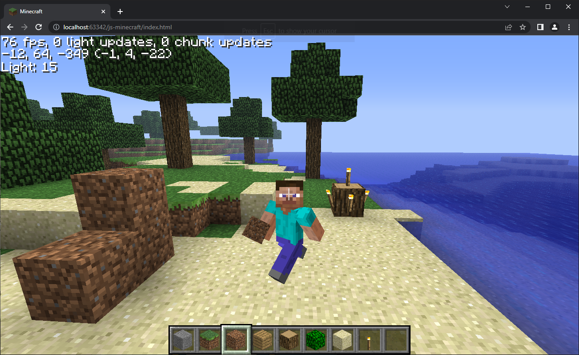 Minecraft
localhost:63342/js-minecraft/index.html
76 fps, 0 light updates, 0 chunk updates
-12, 64, -349 (-1, 4, -22)
Light: 15